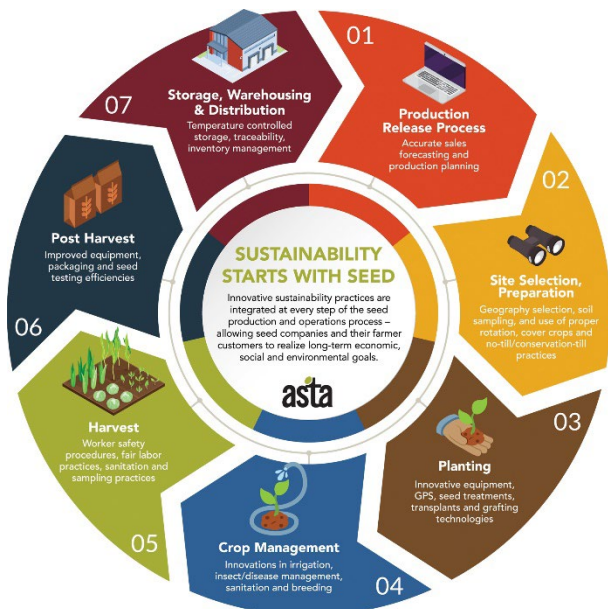 01
Production
Release Process
Accurate sales
forecasting and
production planning
02
Site Selection,
Preparation
Geography selection, soil
sampling, and use of proper
rotation, cover crops and
no-till/conservation-till
practices
03
Planting
Innovative equipment,
GPS, seed treatments,
transplants and grafting
technologies
04
Crop Management
Innovations in irrigation,
insect/disease management,
sanitation and breeding
05
Harvest
Worker safety
procedures, fair labor
practices, sanitation and
sampling practices
06
Post Harvest
Improved equipment,
packaging and seed
testing efficiencies
07
Storage, Warehousing
& Distribution
Temperature controlled
storage, traceability,
inventory management
SUSTAINABILITY
STARTS WITH SEED
Innovative sustainability practices are
integrated at every step of the seed
production and operations process –
allowing seed companies and their farmer
customers to realize long-term economic,
social and environmental goals.
asta